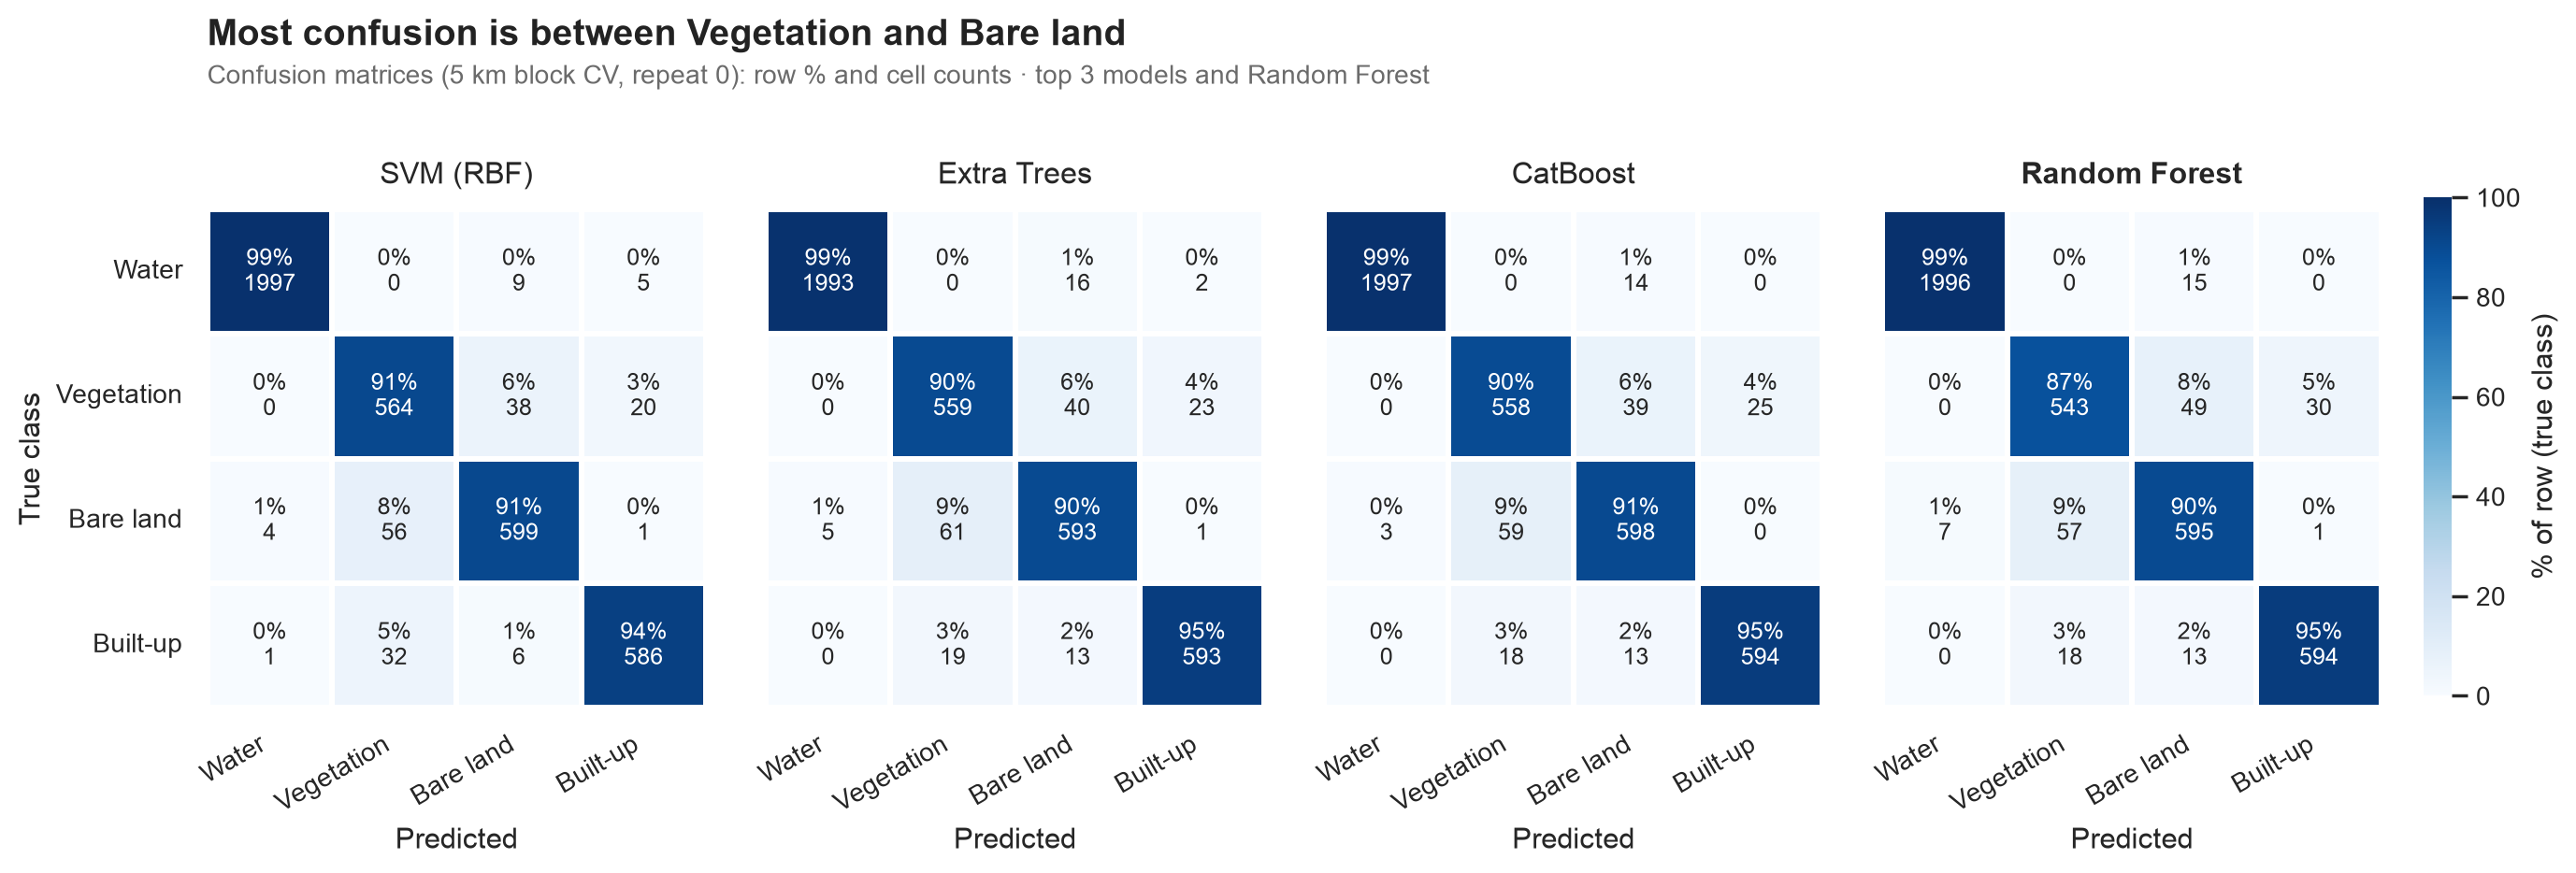 Most confusion is between Vegetation and Bare land
Confusion matrices (5 km block CV, repeat 0): row % and cell counts · top 3 models and Random Forest
SVM (RBF)
Extra Trees
CatBoost
Random Forest
True class
Water
Vegetation
Bare land
Built-up
99% 0% 0% 0%
1997 0 9 5
0% 91% 6% 3%
0 564 38 20
1% 8% 91% 0%
4 56 599 1
0% 5% 1% 94%
1 32 6 586
Water Vegetation Bare land Built-up
Predicted
99% 0% 1% 0%
1993 0 16 2
0% 90% 6% 4%
0 559 40 23
1% 9% 90% 0%
5 61 593 1
0% 3% 2% 95%
0 19 13 593
Water Vegetation Bare land Built-up
Predicted
99% 0% 1% 0%
1997 0 14 0
0% 90% 6% 4%
0 558 39 25
0% 9% 91% 0%
3 59 598 0
0% 3% 2% 95%
0 18 13 594
Water Vegetation Bare land Built-up
Predicted
99% 0% 1% 0%
1996 0 15 0
0% 87% 8% 5%
0 543 49 30
1% 9% 90% 0%
7 57 595 1
0% 3% 2% 95%
0 18 13 594
Water Vegetation Bare land Built-up
Predicted
100
80
60
40
20
0
% of row (true class)